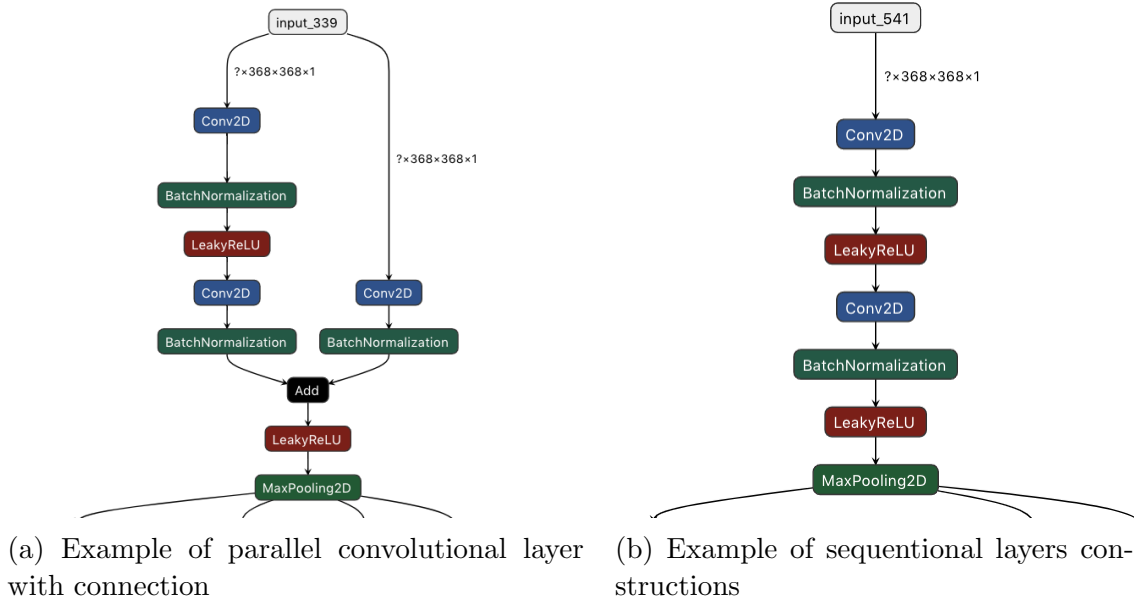 input_339
?×368×368×1
Conv2D
?×368×368×1
BatchNormalization
LeakyReLU
Conv2D
Conv2D
BatchNormalization
BatchNormalization
Add
LeakyReLU
MaxPooling2D
(a) Example of parallel convolutional layer
with connection
input_541
?×368×368×1
Conv2D
BatchNormalization
LeakyReLU
Conv2D
BatchNormalization
LeakyReLU
MaxPooling2D
(b) Example of sequentional layers con-
structions